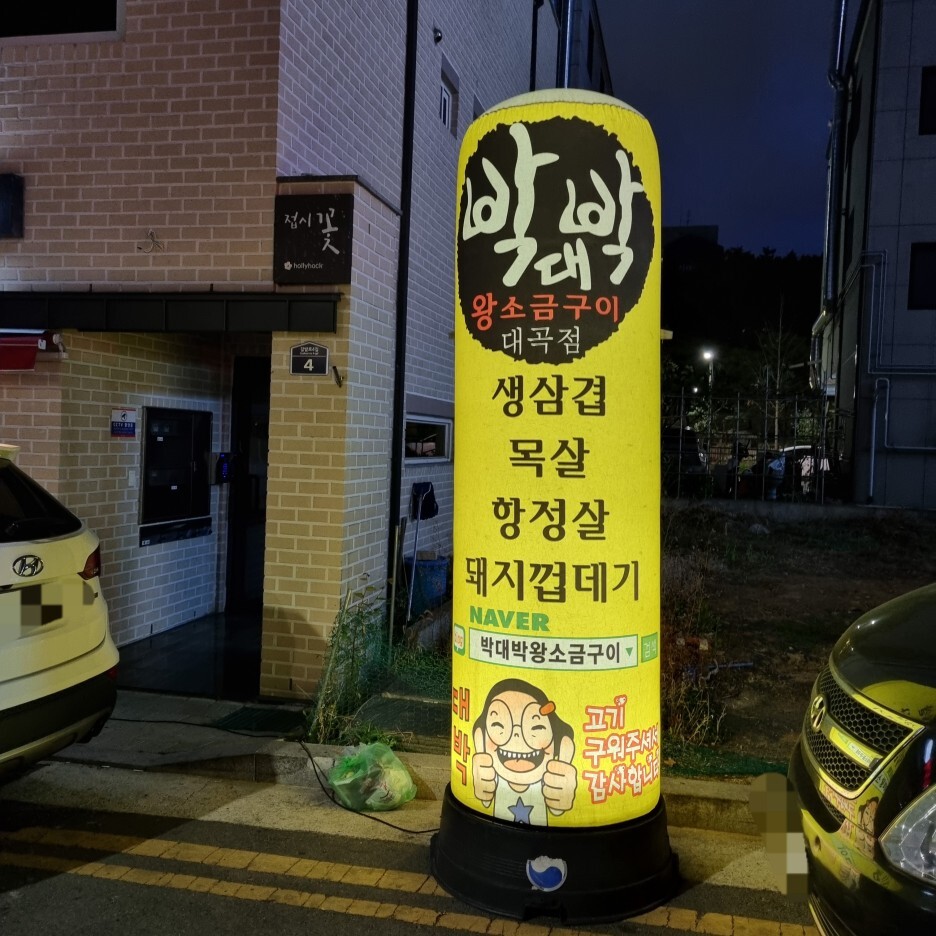 접시꽃
hollyhock
4
박대박
왕소금구이
대곡점
생삼겹
목살
항정살
돼지껍데기
NAVER
박대박왕소금구이
검색
대박
고기
구워주셔서
감사합니다